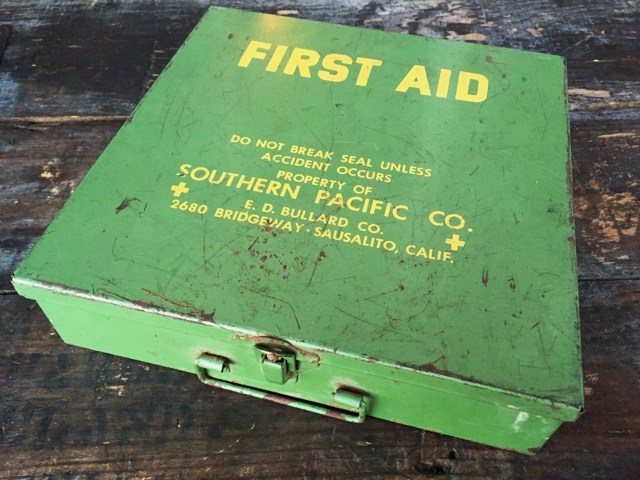 FIRST AID
DO NOT BREAK SEAL UNLESS
ACCIDENT OCCURS
PROPERTY OF
SOUTHERN PACIFIC CO.
E. D. BULLARD CO.
2680 BRIDGEWAY · SAUSALITO, CALIF.